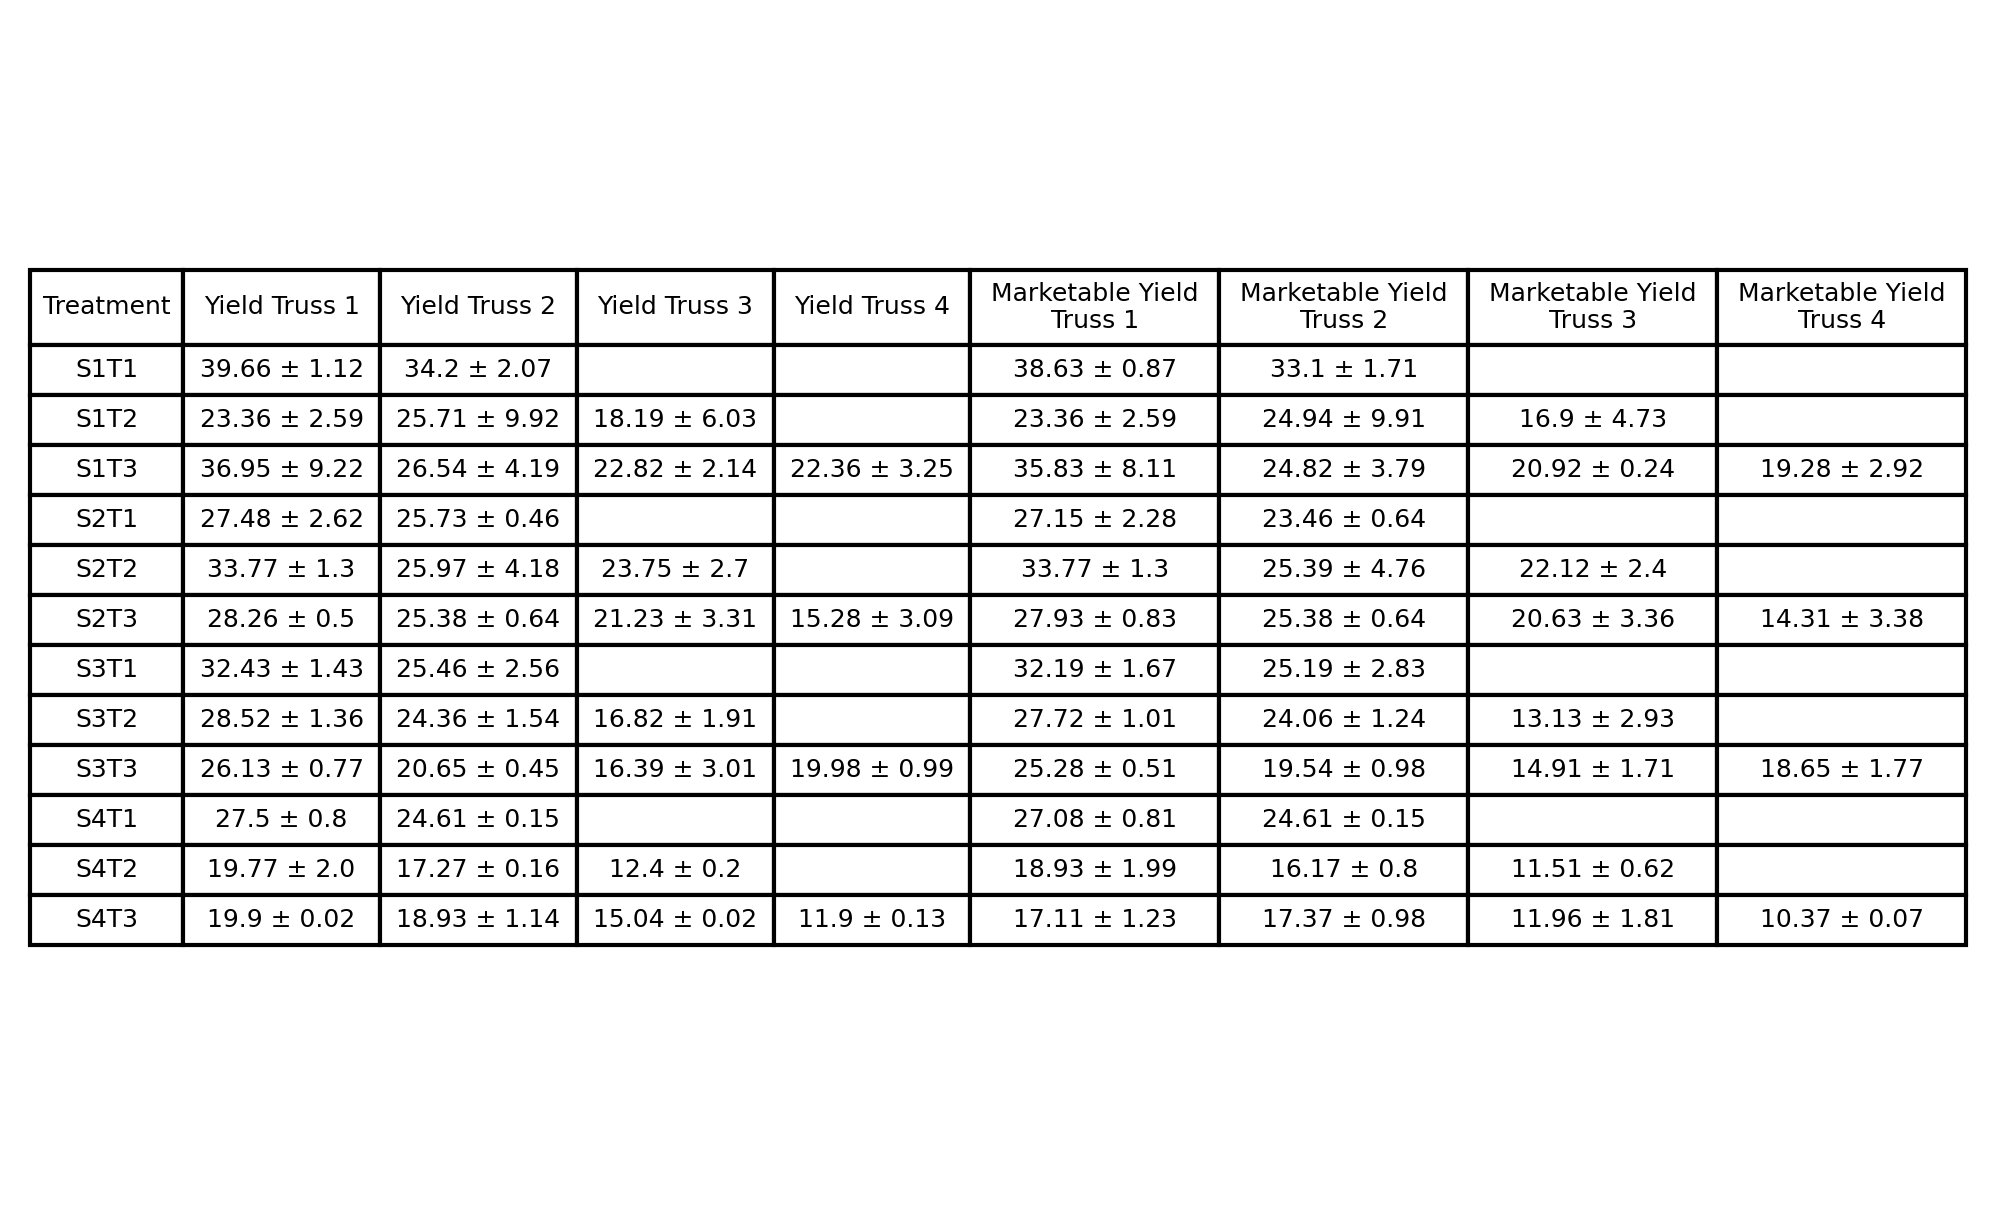 Treatment Yield Truss 1 Yield Truss 2 Yield Truss 3 Yield Truss 4 Marketable Yield Truss 1 Marketable Yield Truss 2 Marketable Yield Truss 3 Marketable Yield Truss 4
S1T1 39.66 ± 1.12 34.2 ± 2.07 38.63 ± 0.87 33.1 ± 1.71
S1T2 23.36 ± 2.59 25.71 ± 9.92 18.19 ± 6.03 23.36 ± 2.59 24.94 ± 9.91 16.9 ± 4.73
S1T3 36.95 ± 9.22 26.54 ± 4.19 22.82 ± 2.14 22.36 ± 3.25 35.83 ± 8.11 24.82 ± 3.79 20.92 ± 0.24 19.28 ± 2.92
S2T1 27.48 ± 2.62 25.73 ± 0.46 27.15 ± 2.28 23.46 ± 0.64
S2T2 33.77 ± 1.3 25.97 ± 4.18 23.75 ± 2.7 33.77 ± 1.3 25.39 ± 4.76 22.12 ± 2.4
S2T3 28.26 ± 0.5 25.38 ± 0.64 21.23 ± 3.31 15.28 ± 3.09 27.93 ± 0.83 25.38 ± 0.64 20.63 ± 3.36 14.31 ± 3.38
S3T1 32.43 ± 1.43 25.46 ± 2.56 32.19 ± 1.67 25.19 ± 2.83
S3T2 28.52 ± 1.36 24.36 ± 1.54 16.82 ± 1.91 27.72 ± 1.01 24.06 ± 1.24 13.13 ± 2.93
S3T3 26.13 ± 0.77 20.65 ± 0.45 16.39 ± 3.01 19.98 ± 0.99 25.28 ± 0.51 19.54 ± 0.98 14.91 ± 1.71 18.65 ± 1.77
S4T1 27.5 ± 0.8 24.61 ± 0.15 27.08 ± 0.81 24.61 ± 0.15
S4T2 19.77 ± 2.0 17.27 ± 0.16 12.4 ± 0.2 18.93 ± 1.99 16.17 ± 0.8 11.51 ± 0.62
S4T3 19.9 ± 0.02 18.93 ± 1.14 15.04 ± 0.02 11.9 ± 0.13 17.11 ± 1.23 17.37 ± 0.98 11.96 ± 1.81 10.37 ± 0.07